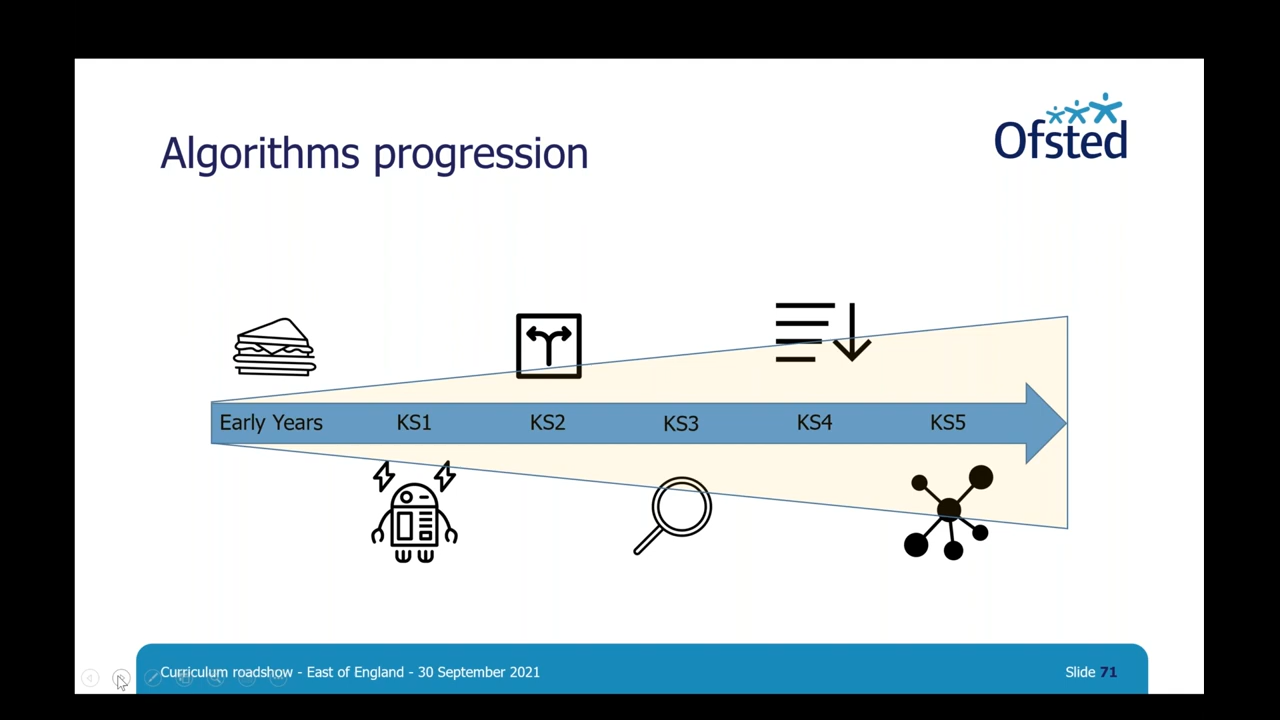 Ofsted
Algorithms progression
Early Years KS1 KS2 KS3 KS4 KS5
Curriculum roadshow - East of England - 30 September 2021
Slide 71